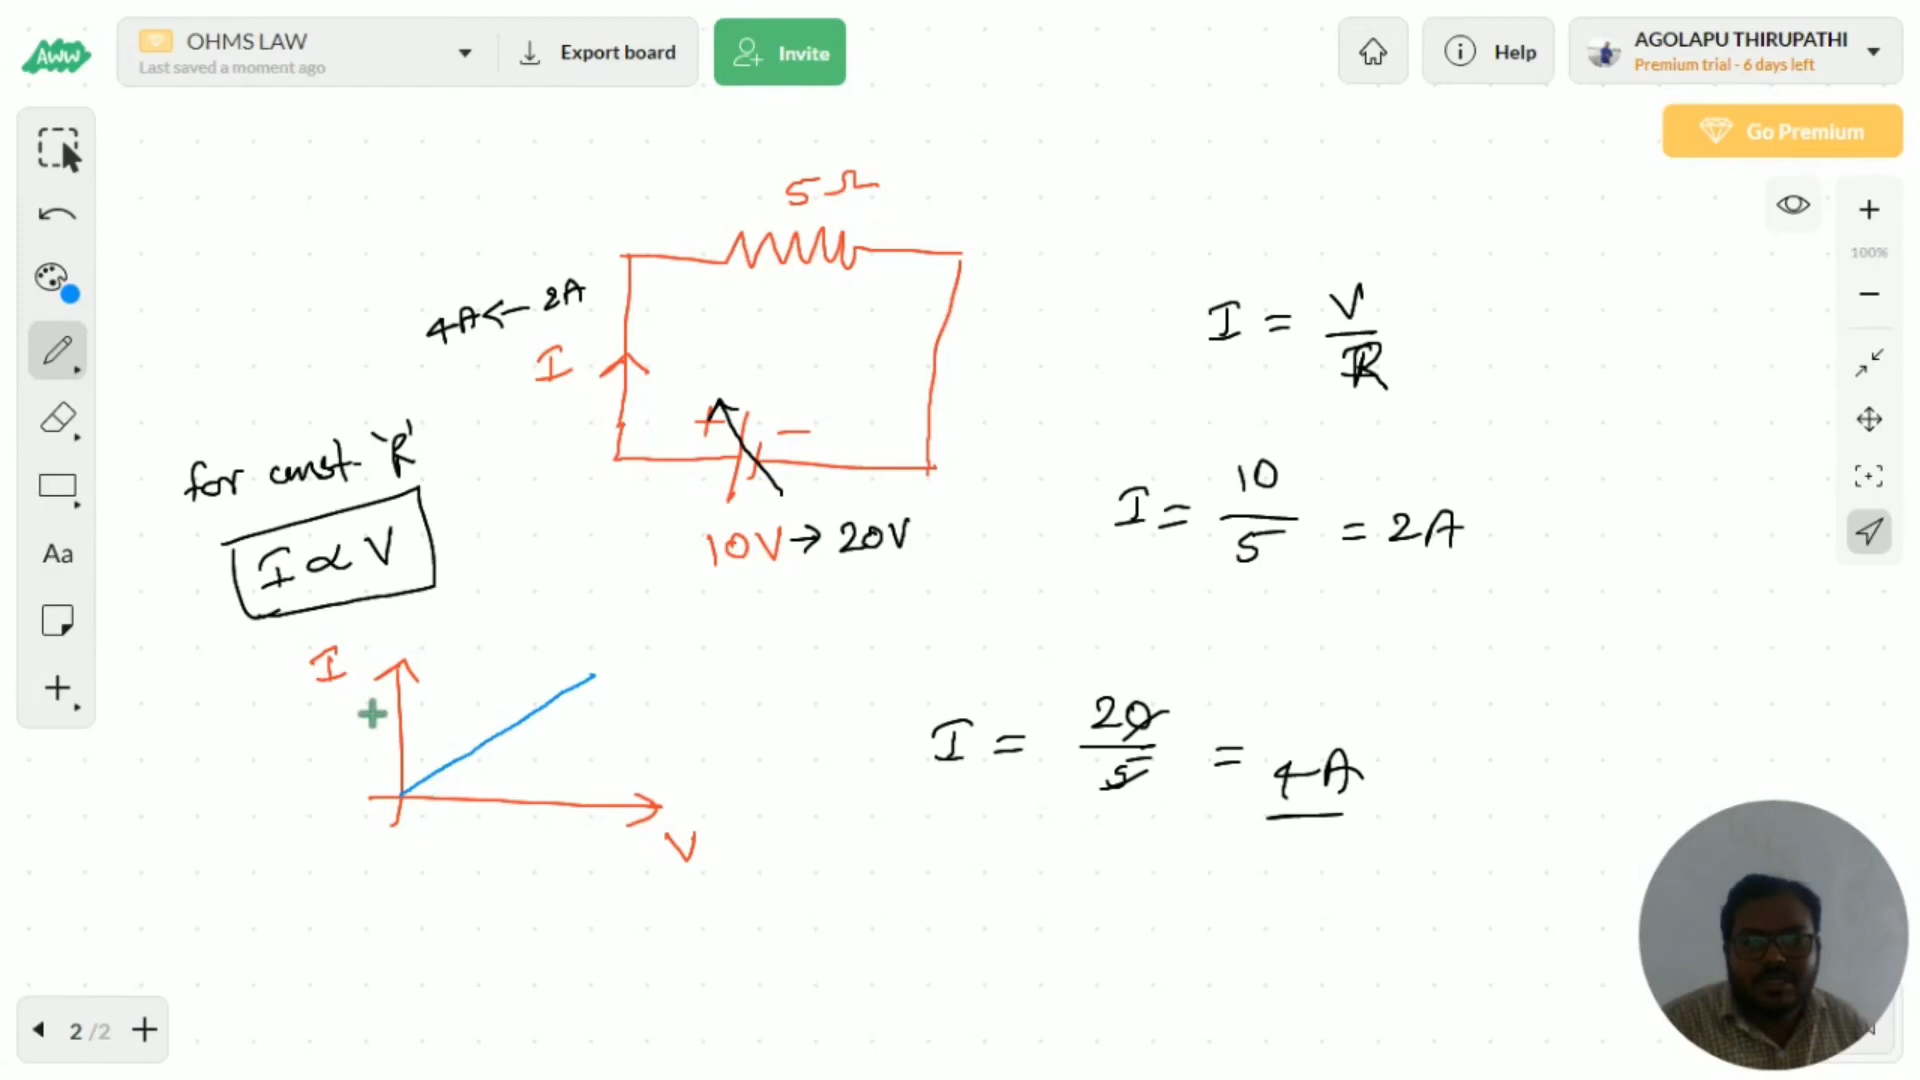 AWW
OHMS LAW
Last saved a moment ago
Export board
Invite
Help
AGOLAPU THIRUPATHI
Premium trial - 6 days left
Go Premium
100%
Aa
5Ω
4A ← 2A
I
+ −
10V → 20V
for const. 'R'
I ∝ V
I
V
I = V/R
I = 10/5 = 2A
I = 20/5 = 4A
2 /2